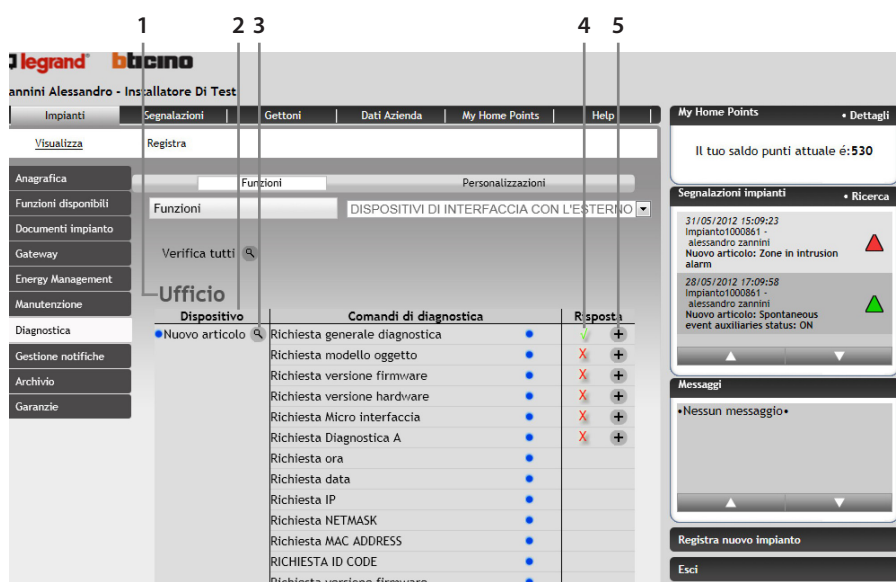 1 2 3 4 5
legrand bticino
annini Alessandro - Installatore Di Test
Impianti Segnalazioni Gettoni Dati Azienda My Home Points Help
Visualizza Registra
Anagrafica
Funzioni disponibili
Documenti impianto
Gateway
Energy Management
Manutenzione
Diagnostica
Gestione notifiche
Archivio
Garanzie
Funzioni Personalizzazioni
Funzioni DISPOSITIVI DI INTERFACCIA CON L'ESTERNO
Verifica tutti
Ufficio
Dispositivo Comandi di diagnostica Risposta
•Nuovo articolo Richiesta generale diagnostica
Richiesta modello oggetto X
Richiesta versione firmware X
Richiesta versione hardware X
Richiesta Micro interfaccia X
Richiesta Diagnostica A X
Richiesta ora
Richiesta data
Richiesta IP
Richiesta NETMASK
Richiesta MAC ADDRESS
RICHIESTA ID CODE
Richiesta versione firmware
My Home Points • Dettagli
Il tuo saldo punti attuale é:530
Segnalazioni impianti • Ricerca
31/05/2012 15:09:23
Impianto1000861 -
alessandro zannini
Nuovo articolo: Zone in intrusion
alarm
28/05/2012 17:09:58
Impianto1000861 -
alessandro zannini
Nuovo articolo: Spontaneous
event auxiliaries status: ON
Messaggi
•Nessun messaggio•
Registra nuovo impianto
Esci